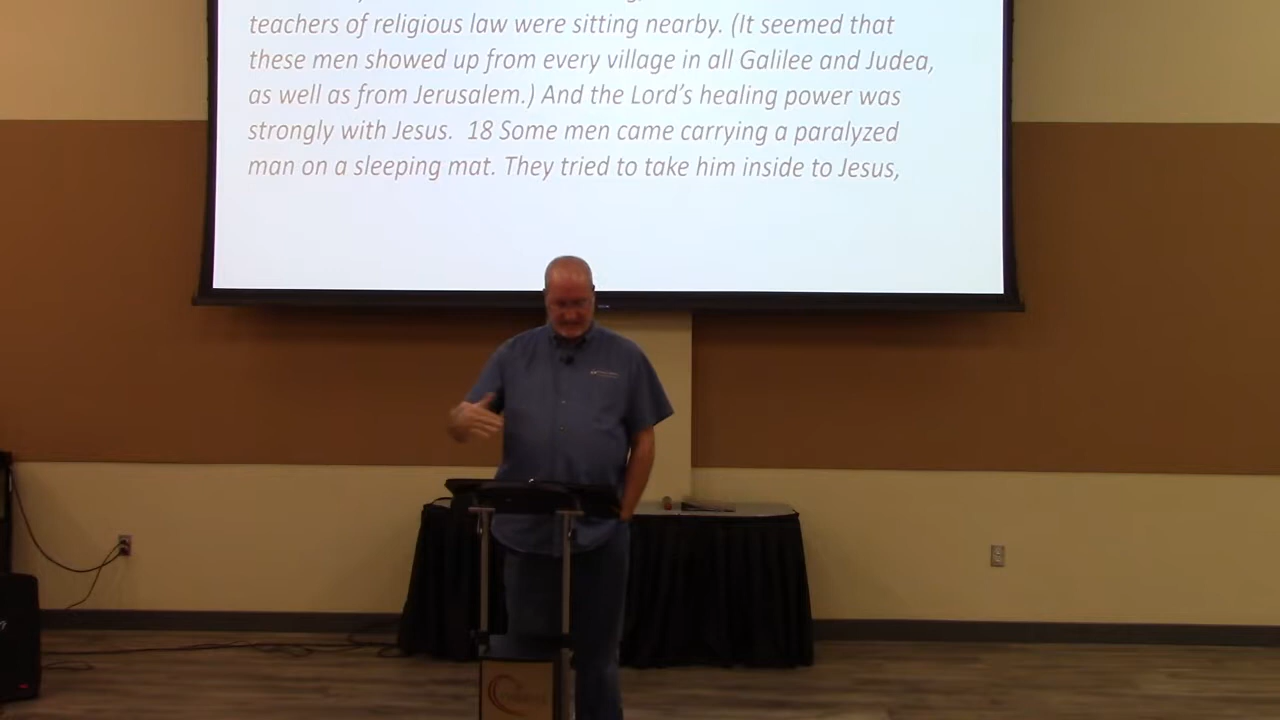 teachers of religious law were sitting nearby. (It seemed that
these men showed up from every village in all Galilee and Judea,
as well as from Jerusalem.) And the Lord's healing power was
strongly with Jesus.  18 Some men came carrying a paralyzed
man on a sleeping mat. They tried to take him inside to Jesus,